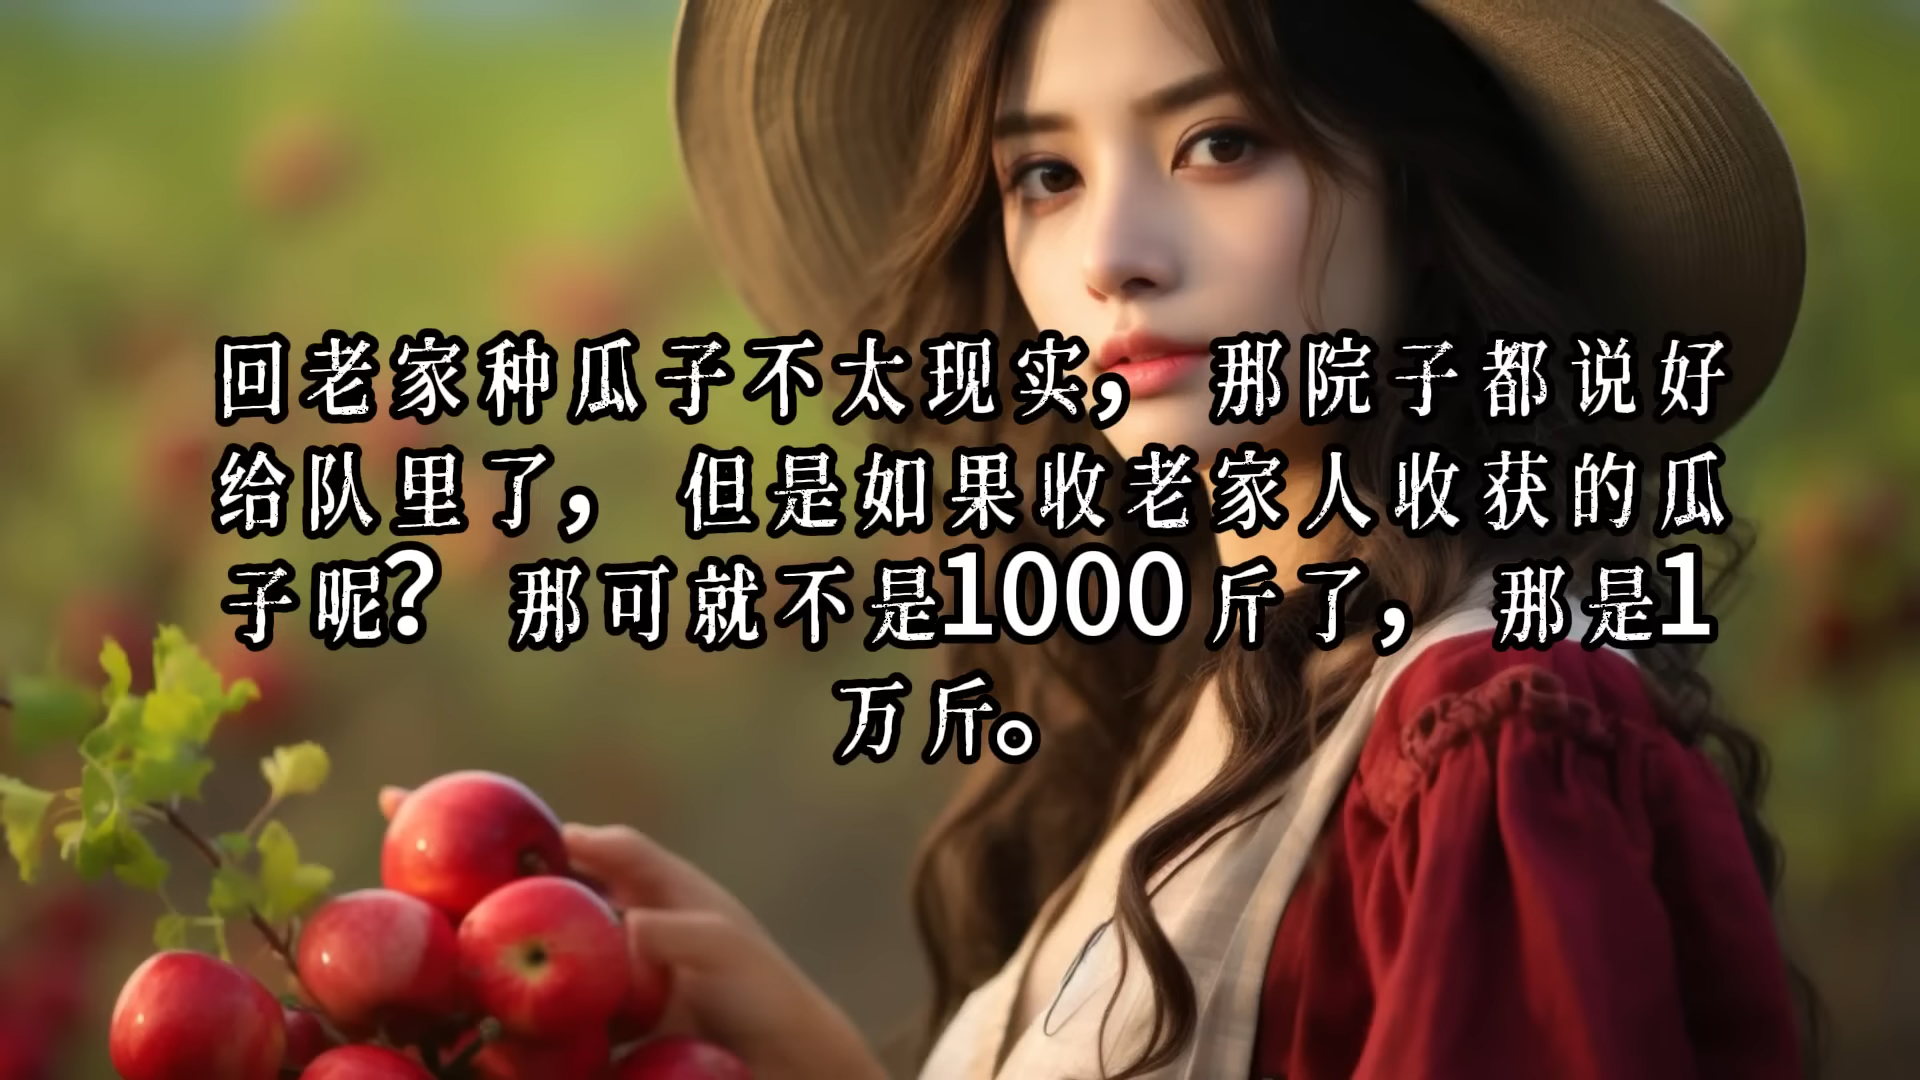 回老家种瓜子不太现实，那院子都说好
给队里了，但是如果收老家人收获的瓜
子呢？那可就不是1000斤了，那是1
万斤。